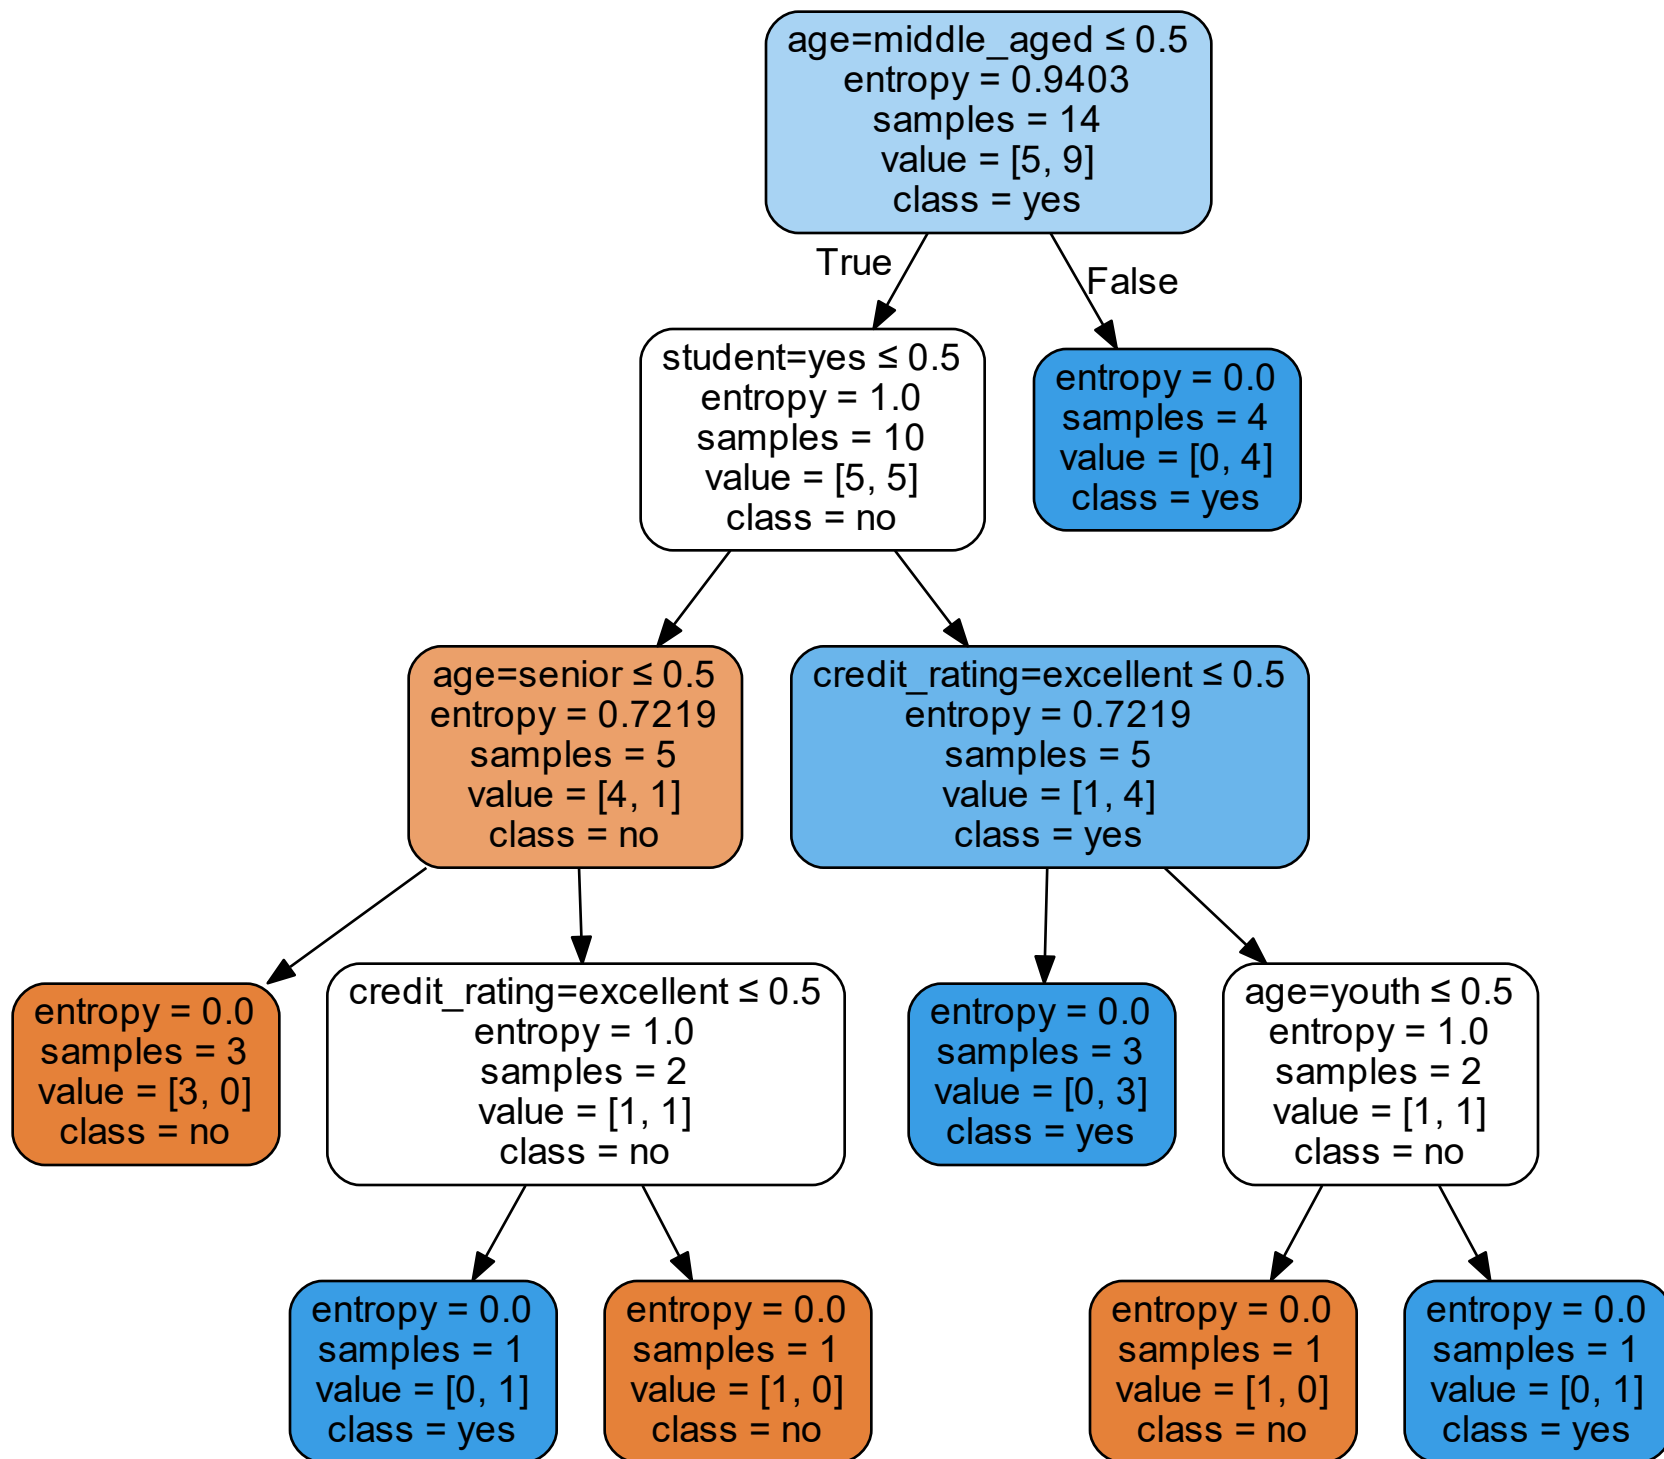 age=middle_aged ≤ 0.5
entropy = 0.9403
samples = 14
value = [5, 9]
class = yes
True
False
student=yes ≤ 0.5
entropy = 1.0
samples = 10
value = [5, 5]
class = no
entropy = 0.0
samples = 4
value = [0, 4]
class = yes
age=senior ≤ 0.5
entropy = 0.7219
samples = 5
value = [4, 1]
class = no
credit_rating=excellent ≤ 0.5
entropy = 0.7219
samples = 5
value = [1, 4]
class = yes
entropy = 0.0
samples = 3
value = [3, 0]
class = no
credit_rating=excellent ≤ 0.5
entropy = 1.0
samples = 2
value = [1, 1]
class = no
entropy = 0.0
samples = 3
value = [0, 3]
class = yes
age=youth ≤ 0.5
entropy = 1.0
samples = 2
value = [1, 1]
class = no
entropy = 0.0
samples = 1
value = [0, 1]
class = yes
entropy = 0.0
samples = 1
value = [1, 0]
class = no
entropy = 0.0
samples = 1
value = [1, 0]
class = no
entropy = 0.0
samples = 1
value = [0, 1]
class = yes